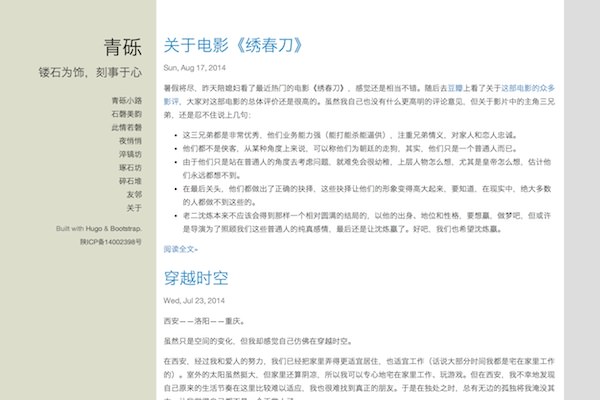 青砾
镂石为饰，刻事于心
青砾小路
石磬美韵
此情若磬
夜悄悄
淬镐坊
琢石坊
碎石堆
友邻
关于
Built with Hugo & Bootstrap.
陕ICP备14002398号
关于电影《绣春刀》
Sun, Aug 17, 2014
暑假将尽，昨天陪媳妇看了最近热门的电影《绣春刀》，感觉还是相当不错。随后去豆瓣上看了关于这部电影的众多
影评，大家对这部电影的总体评价还是很高的。虽然我自己也没有什么更高明的评论意见，但关于影片中的主角三兄
弟，还是忍不住说上几句：
这三兄弟都是非常优秀，他们业务能力强（能打能杀能逼供），注重兄弟情义，对家人和恋人忠诚。
他们都不是侠客，从某种角度上来说，可以称他们为朝廷的走狗，其实，他们只是一个普通人而已。
由于他们只是站在普通人的角度去考虑问题，就难免会很幼稚，上层人物怎么想，尤其是皇帝怎么想，估计他
们永远都想不到。
在最后关头，他们都做出了正确的抉择，这些抉择让他们的形象变得高大起来，要知道，在现实中，绝大多数
的人都做不到这些的。
老二沈炼本来不应该会得到那样一个相对圆满的结局的，以他的出身、地位和性格，要想赢，做梦吧，但或许
是导演为了照顾我们这些普通人的纯真感情，最后还是让沈炼赢了。好吧，我们也希望沈炼赢。
阅读全文»
穿越时空
Wed, Jul 23, 2014
西安——洛阳——重庆。
虽然只是空间的变化，但我却感觉自己仿佛在穿越时空。
在西安，经过我和爱人的努力，我们已经把家里弄得更适宜居住，也适宜工作（话说大部分时间我都是宅在家里工作
的）。室外的太阳虽然挺大，但家里还算阴凉，所以我可以专心地宅在家里工作、玩游戏。但在西安，我不幸地发现
自己原来的生活节奏在这里比较难以适应，我也很难找到真正的朋友。于是在独处之时，总有无边的孤独将我淹没其